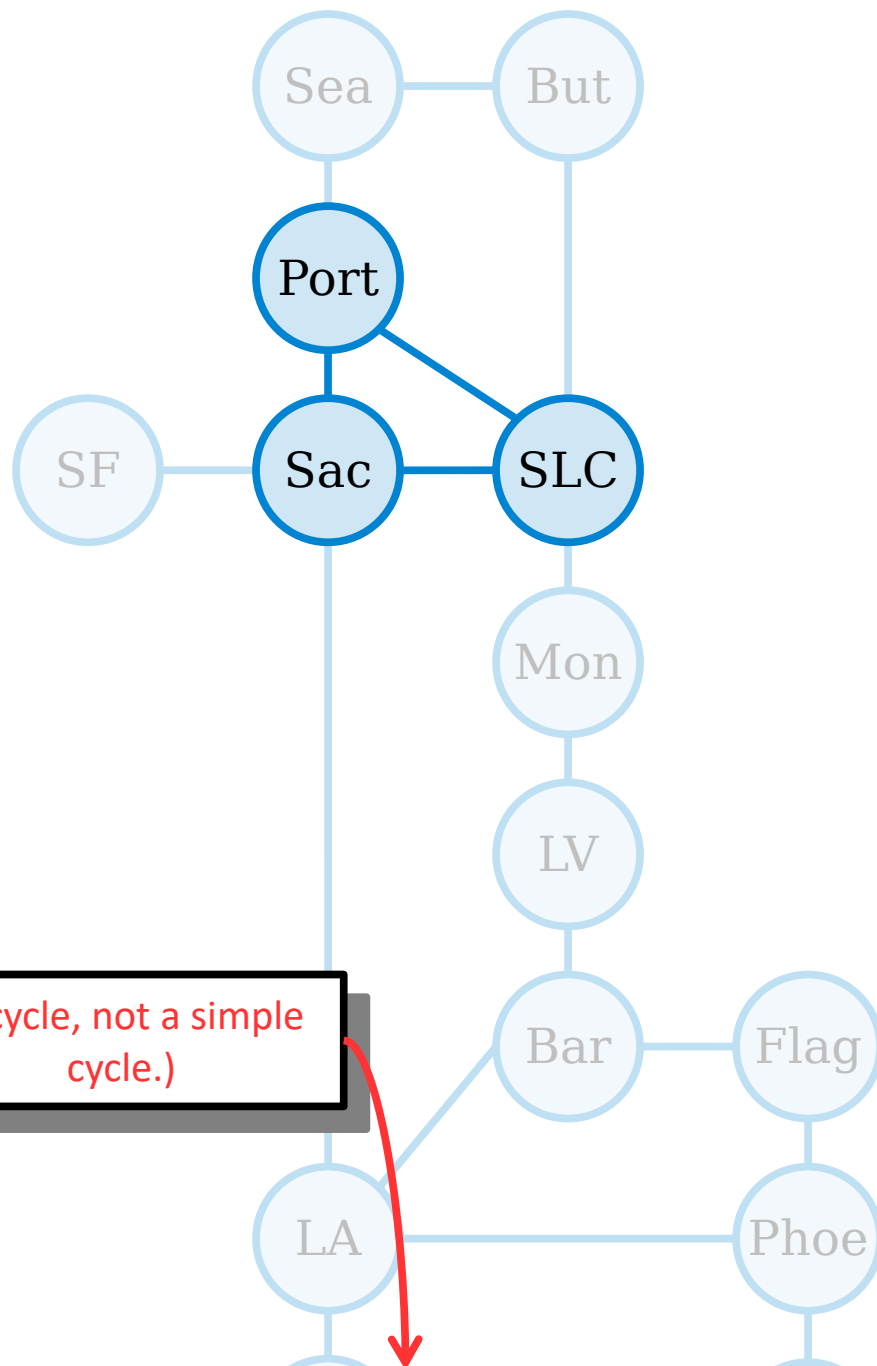 Sea But
Port
SF Sac SLC
Mon
LV
cycle, not a simple
cycle.)
Bar Flag
LA Phoe